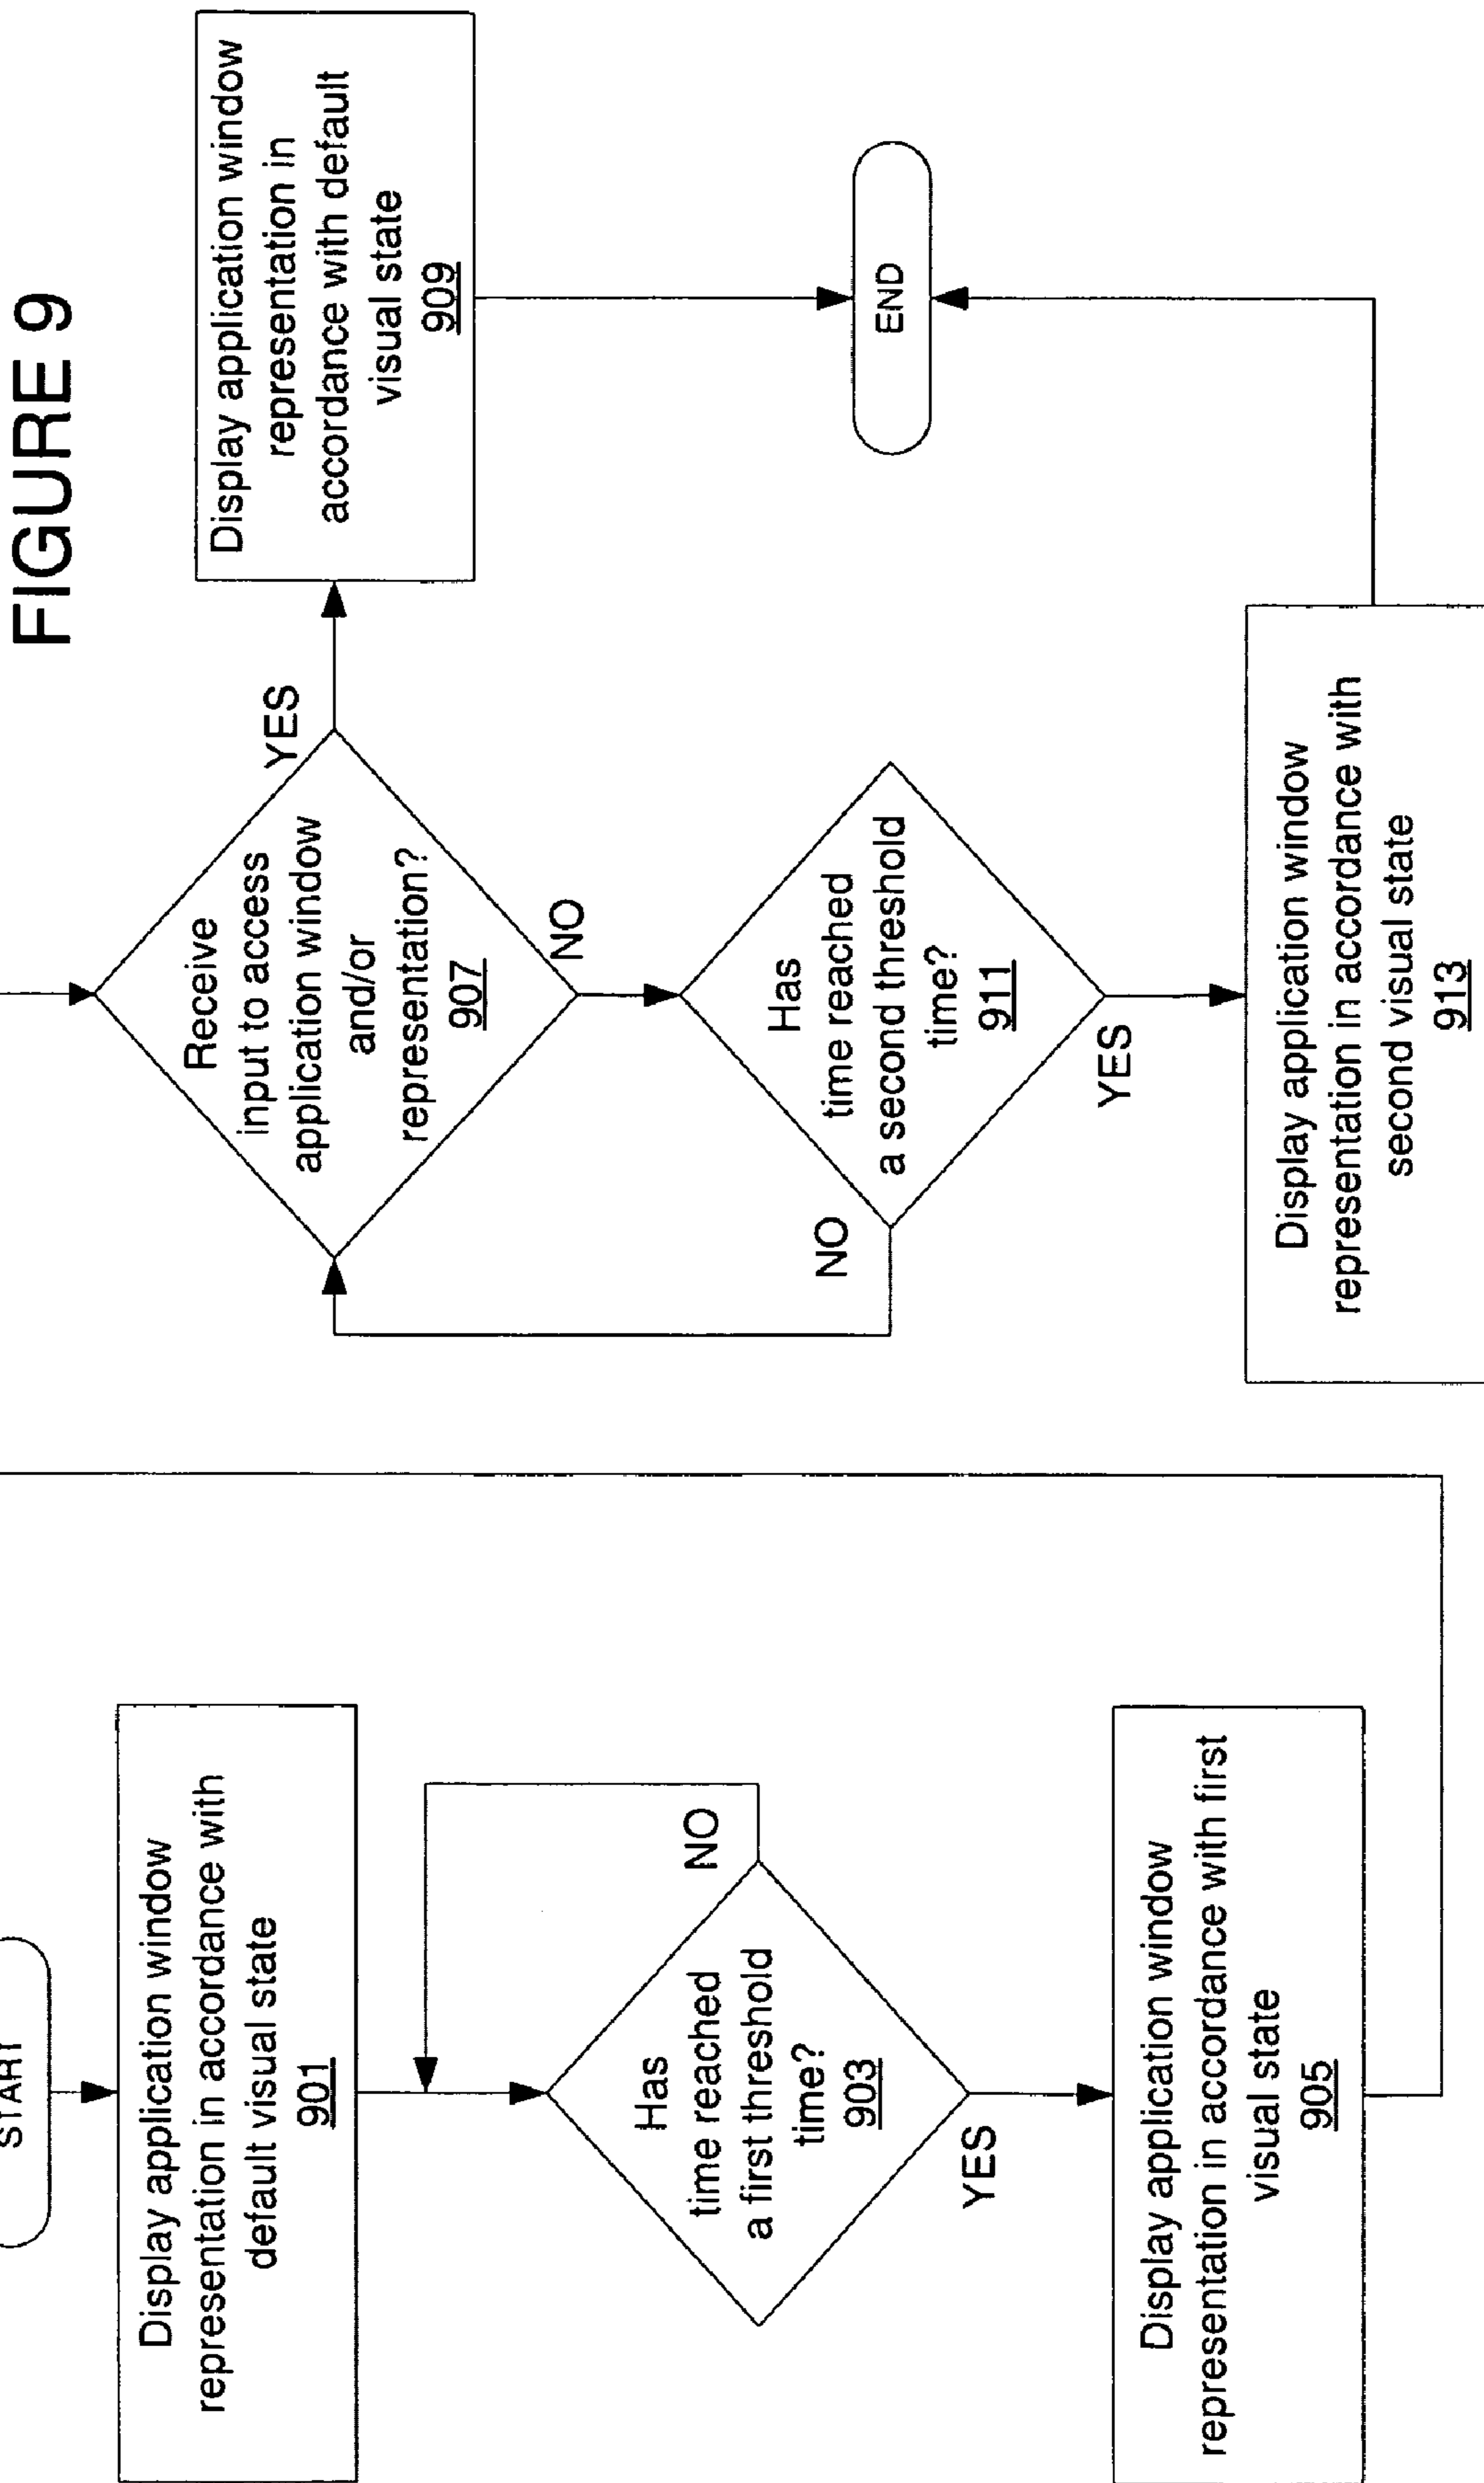 FIGURE 9
START
Display application window
representation in accordance with
default visual state
901
Has
time reached
a first threshold
time?
903
NO
YES
Display application window
representation in accordance with first
visual state
905
Receive
input to access
application window
and/or
representation?
907
YES
NO
Display application window
representation in
accordance with default
visual state
909
Has
time reached
a second threshold
time?
911
NO
YES
Display application window
representation in accordance with
second visual state
913
END